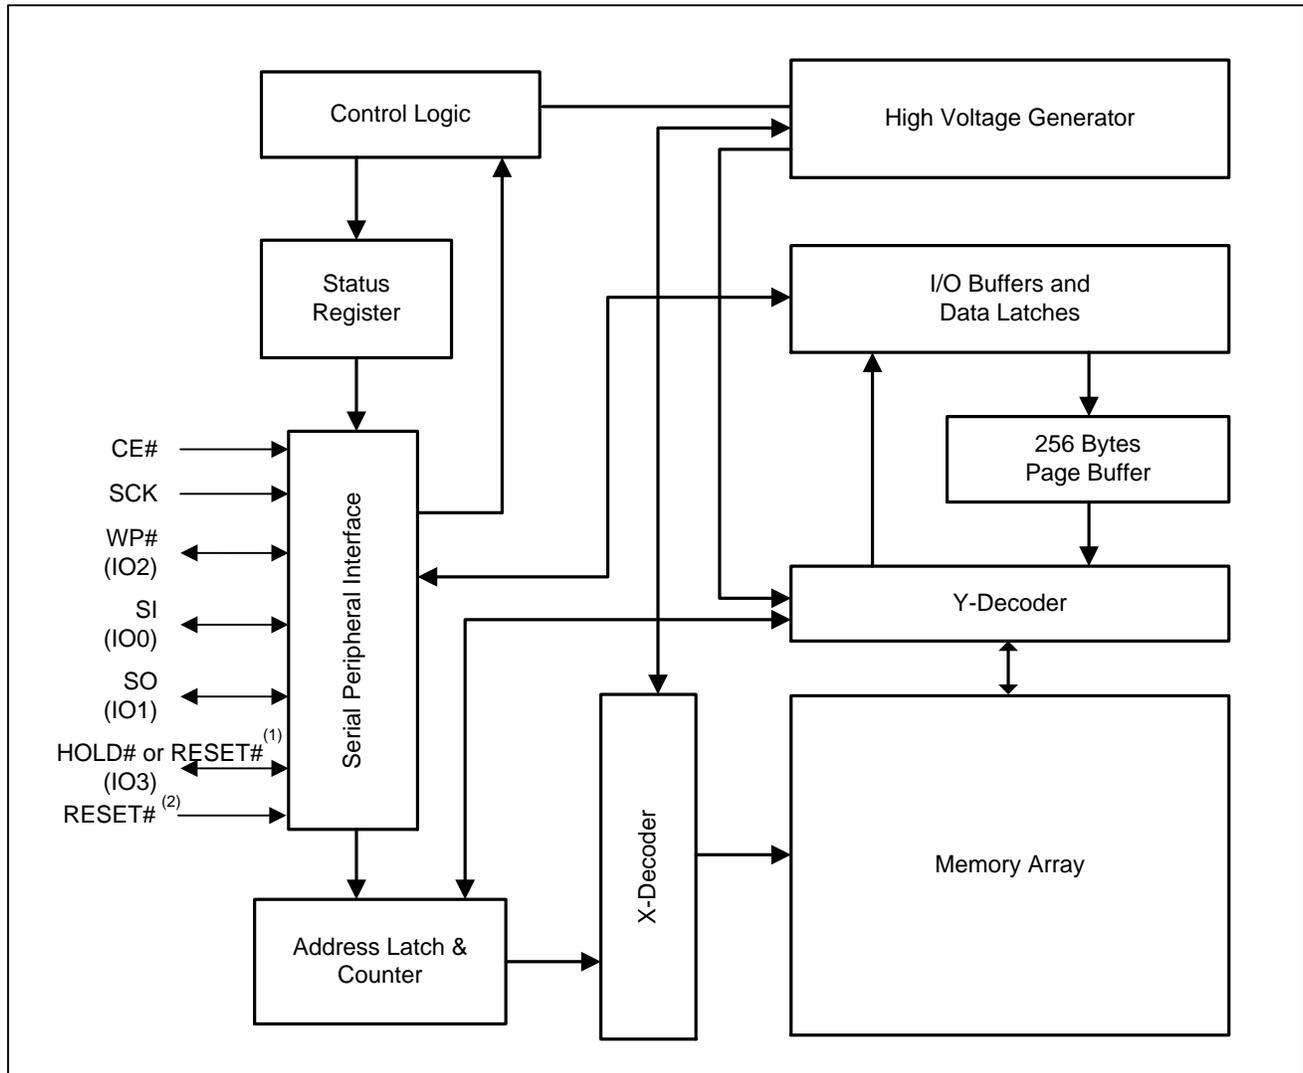 Control Logic
High Voltage Generator
Status
Register
I/O Buffers and
Data Latches
256 Bytes
Page Buffer
CE#
SCK
WP#
(IO2)
SI
(IO0)
SO
(IO1)
HOLD# or RESET# (1)
(IO3)
RESET# (2)
Serial Peripheral Interface
Y-Decoder
X-Decoder
Memory Array
Address Latch &
Counter